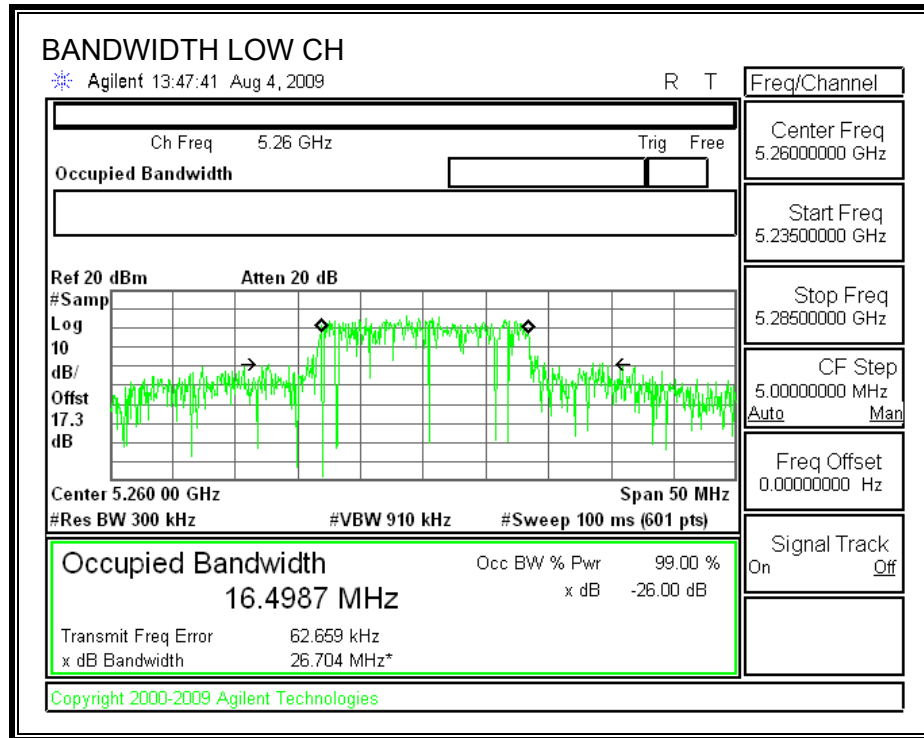 BANDWIDTH LOW CH
Agilent 13:47:41 Aug 4, 2009 R T
Freq/Channel
Ch Freq 5.26 GHz Trig Free
Occupied Bandwidth
Center Freq
5.26000000 GHz
Start Freq
5.23500000 GHz
Stop Freq
5.28500000 GHz
CF Step
5.00000000 MHz
Auto Man
Freq Offset
0.00000000 Hz
Signal Track
On Off
Ref 20 dBm Atten 20 dB
#Samp
Log
10
dB/
Offst
17.3
dB
Center 5.260 00 GHz Span 50 MHz
#Res BW 300 kHz #VBW 910 kHz #Sweep 100 ms (601 pts)
Occupied Bandwidth Occ BW % Pwr 99.00 %
16.4987 MHz x dB -26.00 dB
Transmit Freq Error 62.659 kHz
x dB Bandwidth 26.704 MHz*
Copyright 2000-2009 Agilent Technologies